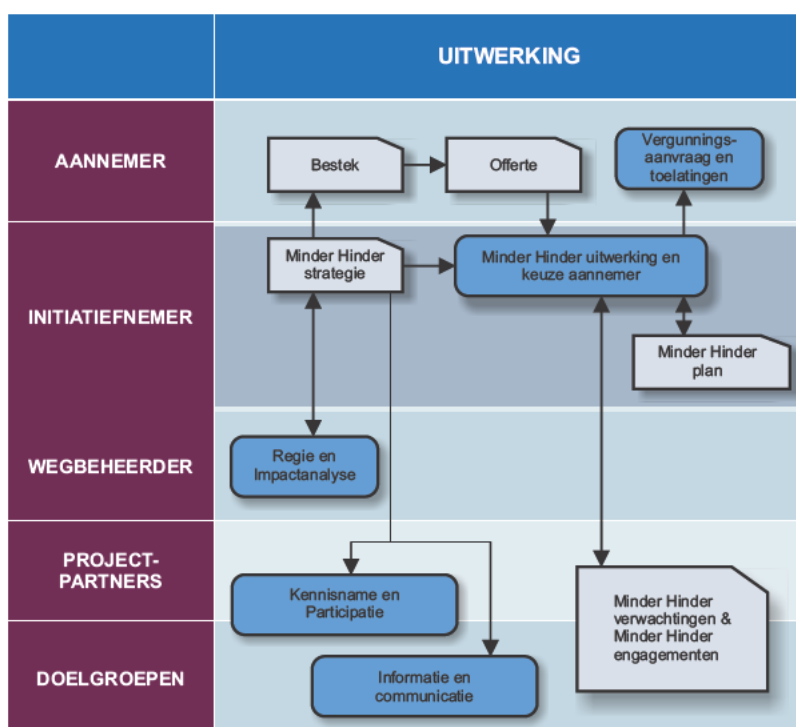 UITWERKING
AANNEMER
Bestek
Offerte
Vergunnings-
aanvraag en
toelatingen
INITIATIEFNEMER
Minder Hinder
strategie
Minder Hinder uitwerking en
keuze aannemer
Minder Hinder
plan
WEGBEHEERDER
Regie en
Impactanalyse
PROJECT-
PARTNERS
Kennisname en
Participatie
Minder Hinder
verwachtingen &
Minder Hinder
engagementen
DOELGROEPEN
Informatie en
communicatie